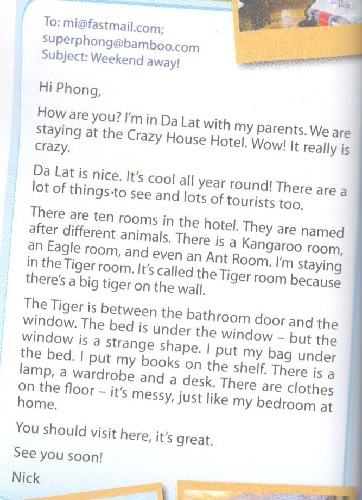 To: mi@fastmail.com;
superphong@bamboo.com
Subject: Weekend away!
Hi Phong,
How are you? I'm in Da Lat with my parents. We are
staying at the Crazy House Hotel. Wow! It really is
crazy.
Da Lat is nice. It's cool all year round! There are a
lot of things to see and lots of tourists too.
There are ten rooms in the hotel. They are named
after different animals. There is a Kangaroo room,
an Eagle room, and even an Ant Room. I'm staying
in the Tiger room. It's called the Tiger room because
there's a big tiger on the wall.
The Tiger is between the bathroom door and the
window. The bed is under the window – but the
window is a strange shape. I put my bag under
the bed. I put my books on the shelf. There is a
lamp, a wardrobe and a desk. There are clothes
on the floor – it's messy, just like my bedroom at
home.
You should visit here, it's great.
See you soon!
Nick